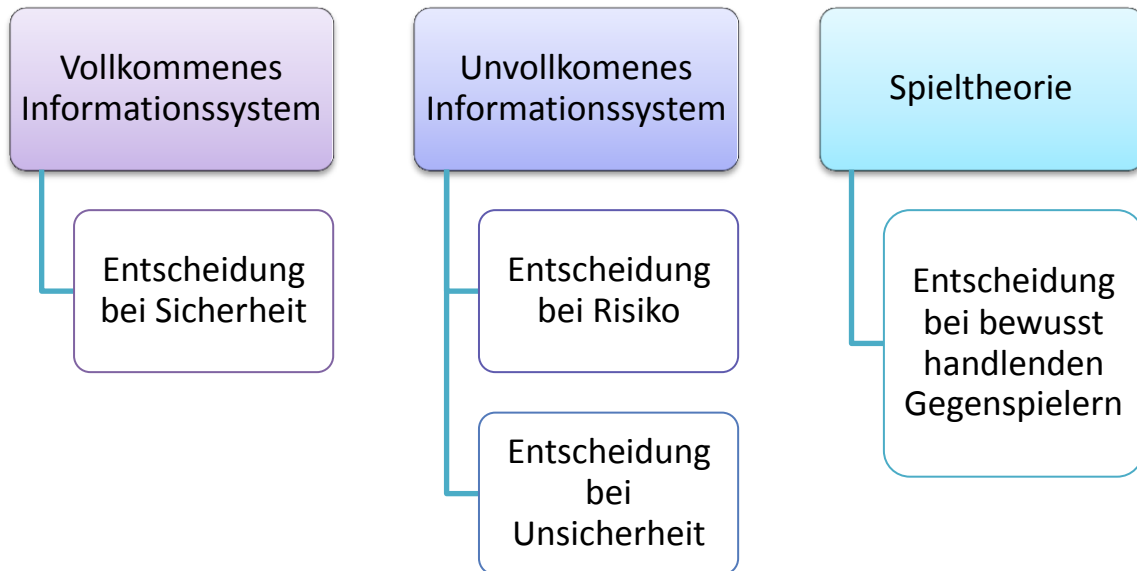 Vollkommenes
Informationssystem
Entscheidung
bei Sicherheit
Unvollkomenes
Informationssystem
Entscheidung
bei Risiko
Entscheidung
bei
Unsicherheit
Spieltheorie
Entscheidung
bei bewusst
handlenden
Gegenspielern